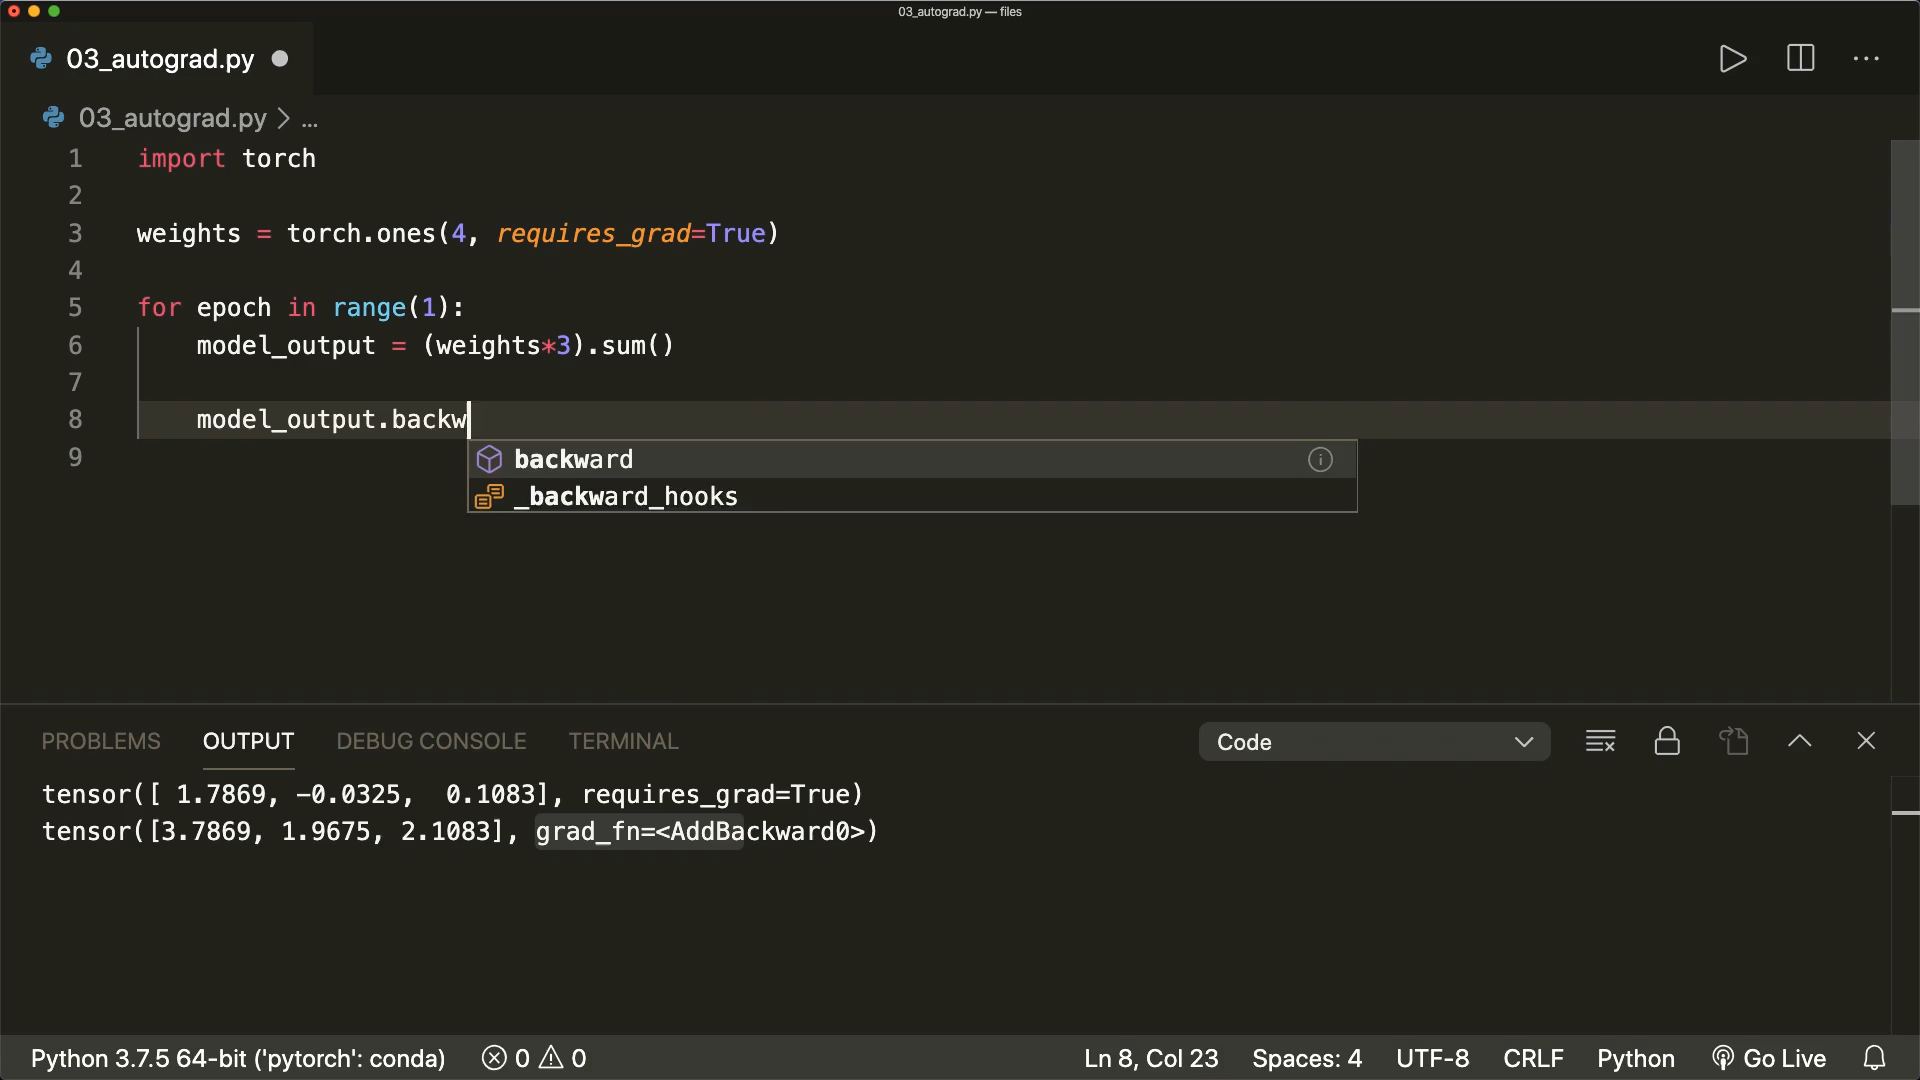 03_autograd.py — files
03_autograd.py
03_autograd.py > ...
1 import torch
2
3 weights = torch.ones(4, requires_grad=True)
4
5 for epoch in range(1):
6     model_output = (weights*3).sum()
7
8     model_output.backw
9
backward
_backward_hooks
PROBLEMS OUTPUT DEBUG CONSOLE TERMINAL Code
tensor([ 1.7869, -0.0325,  0.1083], requires_grad=True)
tensor([3.7869, 1.9675, 2.1083], grad_fn=<AddBackward0>)
Python 3.7.5 64-bit ('pytorch': conda) 0 0 Ln 8, Col 23 Spaces: 4 UTF-8 CRLF Python Go Live